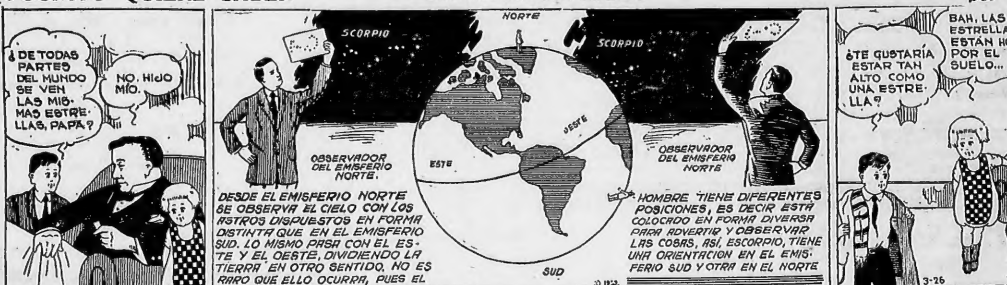 ¿DE TODAS
PARTES
DEL MUNDO
SE VEN
LAS MIS-
MAS ESTRE-
LLAS, PAPÁ?
NO, HIJO
MIO.
SCORPIO
OBSERVADOR
DEL EMISFERIO
NORTE.
DESDE EL EMISFERIO NORTE
SE OBSERVA EL CIELO CON LOS
ASTROS DISPUESTOS EN FORMA
DISTINTA QUE EN EL EMISFERIO
SUD. LO MISMO PASA CON EL ES-
TE Y EL OESTE, DIVIDIENDO LA
TIERRA EN OTRO SENTIDO. NO ES
RARO QUE ELLO OCURRA, PUES EL
NORTE
ESTE
OESTE
SUD
SCORPIO
OBSERVADOR
DEL EMISFERIO
NORTE
HOMBRE TIENE DIFERENTES
POSICIONES, ES DECIR ESTÁ
COLOCADO EN FORMA DIVERSA
PARA ADVERTIR Y OBSERVAR
LAS COSAS, ASÍ, ESCORPIO, TIENE
UNA ORIENTACION EN EL EMIS-
FERIO SUD Y OTRA EN EL NORTE
¿TE GUSTARÍA
ESTAR TAN
ALTO COMO
UNA ESTRE-
LLA?
BAH, LAS
ESTRELLA
ESTÁN
POR EL
SUELO...
3-26